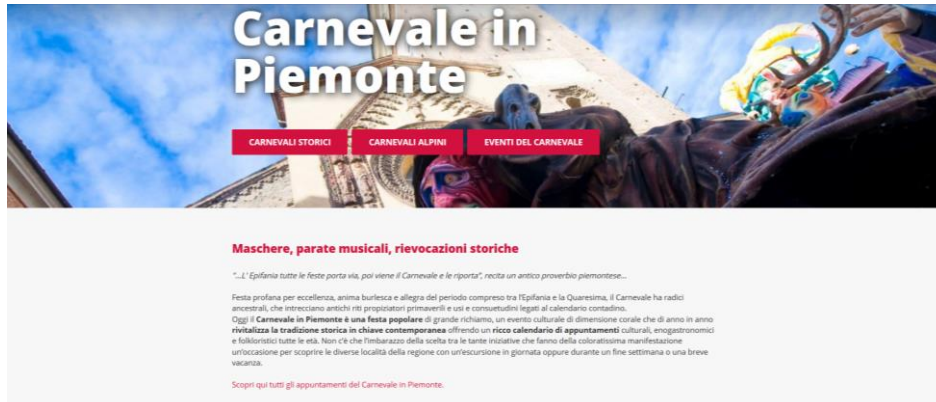 Carnevale in
Piemonte
CARNEVALI STORICI
CARNEVALI ALPINI
EVENTI DEL CARNEVALE
Maschere, parate musicali, rievocazioni storiche
"...L' Epifania tutte le feste porta via, poi viene il Carnevale e le riporta", recita un antico proverbio piemontese...
Festa profana per eccellenza, anima burlesca e allegra del periodo compreso tra l'Epifania e la Quaresima, il Carnevale ha radici
ancestrali, che intrecciano antichi riti propiziatori primaverili e usi e consuetudini legati al calendario contadino.
Oggi il Carnevale in Piemonte è una festa popolare di grande richiamo, un evento culturale di dimensione corale che di anno in anno
rivitalizza la tradizione storica in chiave contemporanea offrendo un ricco calendario di appuntamenti culturali, enogastronomici
e folkloristici tutte le età. Non c'è che l'imbarazzo della scelta tra le tante iniziative che fanno della coloratissima manifestazione
un'occasione per scoprire le diverse località della regione con un'escursione in giornata oppure durante un fine settimana o una breve
vacanza.
Scopri qui tutti gli appuntamenti del Carnevale in Piemonte.